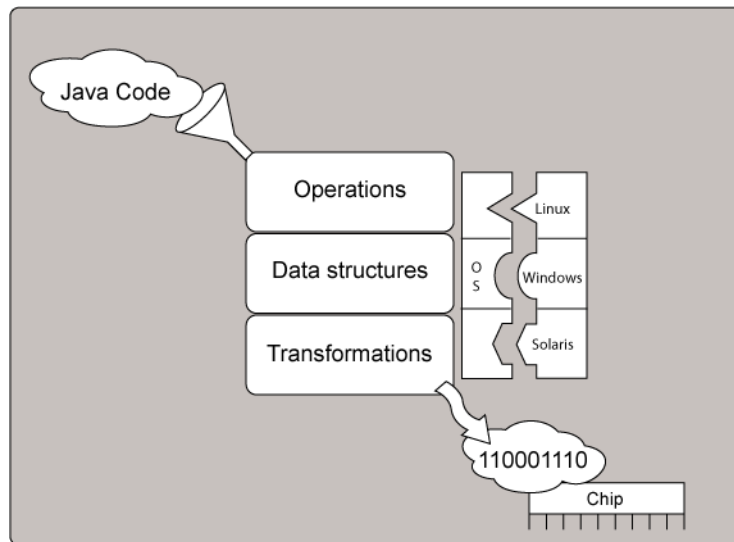 Java Code
Operations
Linux
Data structures
O
S
Windows
Transformations
Solaris
110001110
Chip